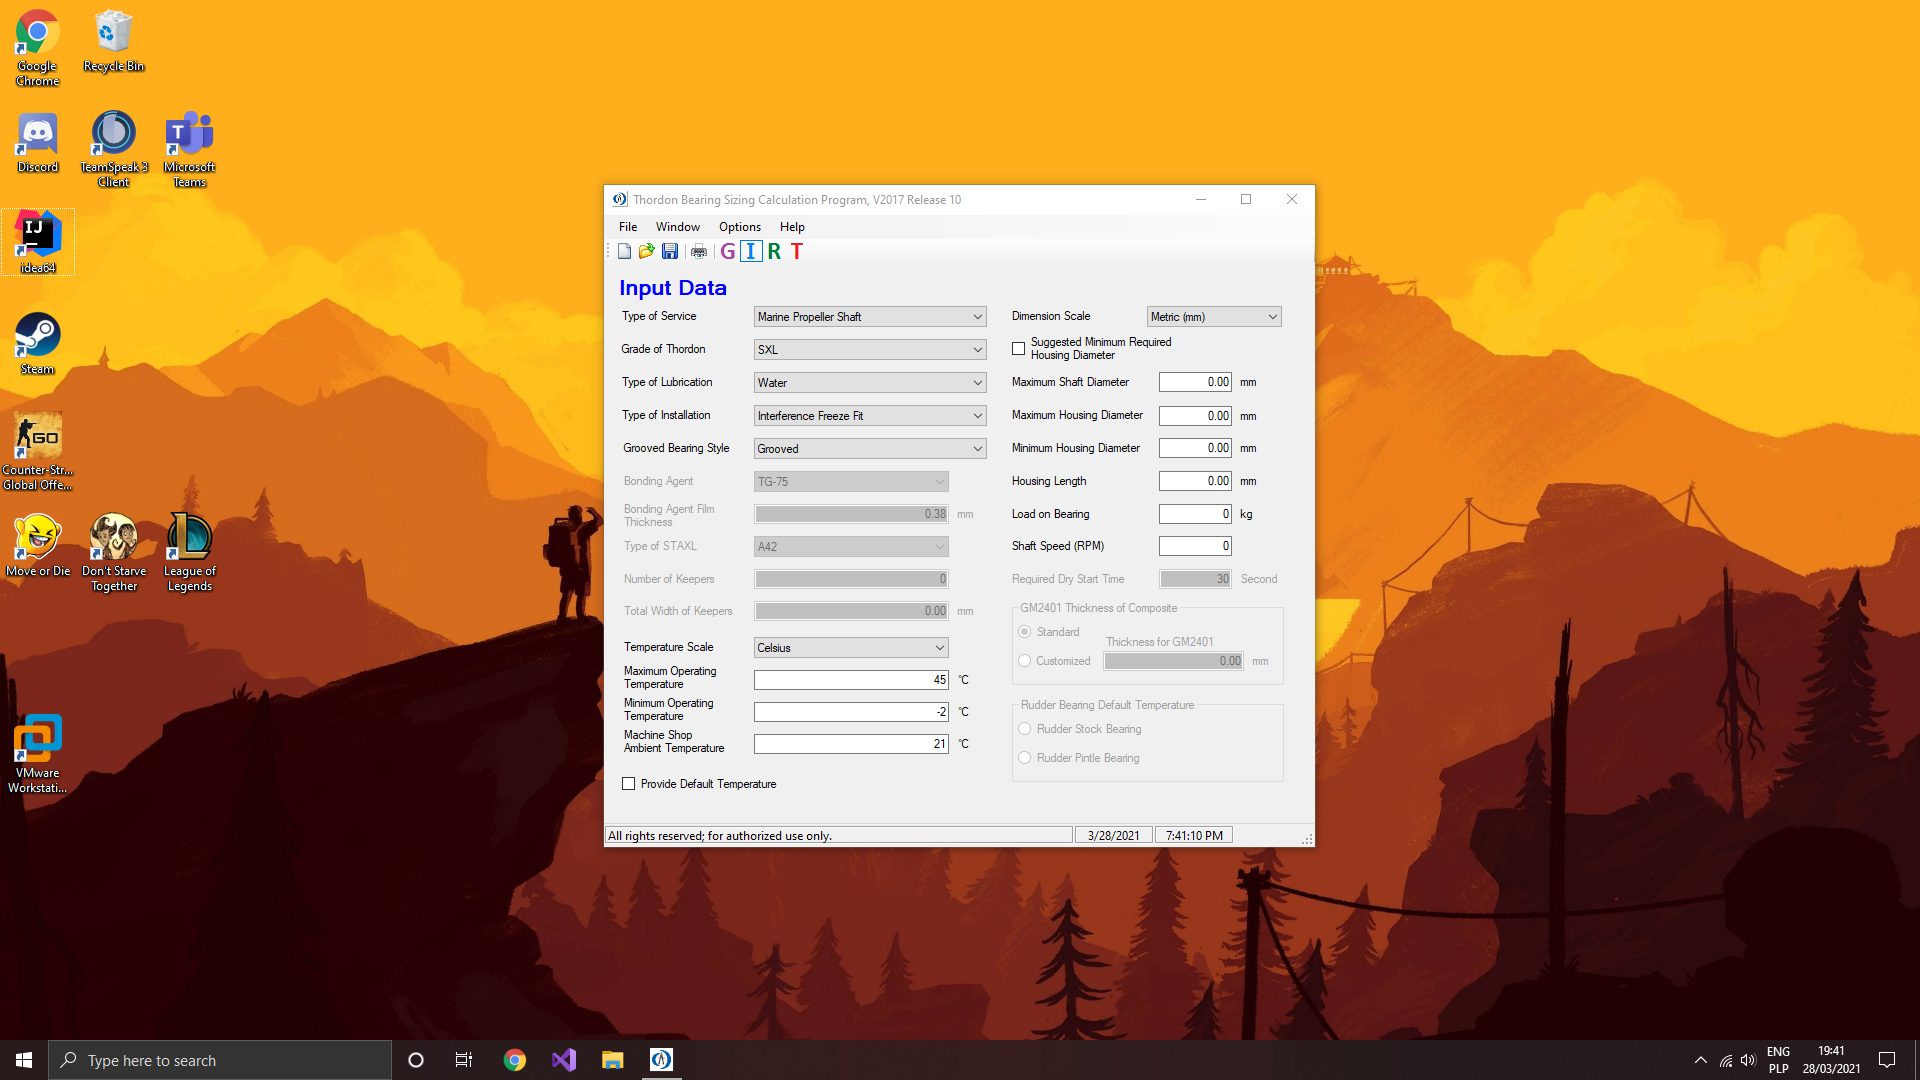 Google
Chrome
Recycle Bin
Discord
TeamSpeak 3
Client
Microsoft
Teams
idea64
Steam
Counter-Str...
Global Offe...
Move or Die
Don't Starve
Together
League of
Legends
VMware
Workstati...
Thordon Bearing Sizing Calculation Program, V2017 Release 10
File Window Options Help
G I R T
Input Data
Type of Service Marine Propeller Shaft
Grade of Thordon SXL
Type of Lubrication Water
Type of Installation Interference Freeze Fit
Grooved Bearing Style Grooved
Bonding Agent TG-75
Bonding Agent Film
Thickness 0.38 mm
Type of STAXL A42
Number of Keepers 0
Total Width of Keepers 0.00 mm
Temperature Scale Celsius
Maximum Operating
Temperature 45 °C
Minimum Operating
Temperature -2 °C
Machine Shop
Ambient Temperature 21 °C
Provide Default Temperature
Dimension Scale Metric (mm)
Suggested Minimum Required
Housing Diameter
Maximum Shaft Diameter 0.00 mm
Maximum Housing Diameter 0.00 mm
Minimum Housing Diameter 0.00 mm
Housing Length 0.00 mm
Load on Bearing 0 kg
Shaft Speed (RPM) 0
Required Dry Start Time 30 Second
GM2401 Thickness of Composite
Standard
Thickness for GM2401
Customized 0.00 mm
Rudder Bearing Default Temperature
Rudder Stock Bearing
Rudder Pintle Bearing
All rights reserved; for authorized use only. 3/28/2021 7:41:10 PM
Type here to search
ENG
PLP
19:41
28/03/2021